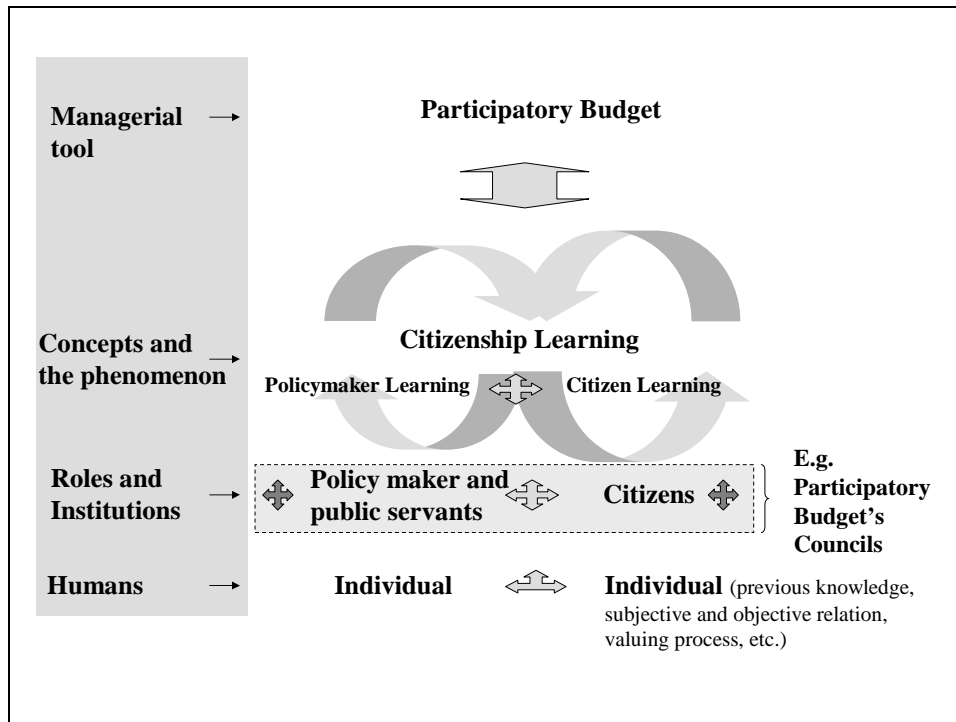 Managerial
tool
Participatory Budget
Concepts and
the phenomenon
Citizenship Learning
Policymaker Learning
Citizen Learning
Roles and
Institutions
Policy maker and
public servants
Citizens
E.g.
Participatory
Budget's
Councils
Humans
Individual
Individual (previous knowledge,
subjective and objective relation,
valuing process, etc.)